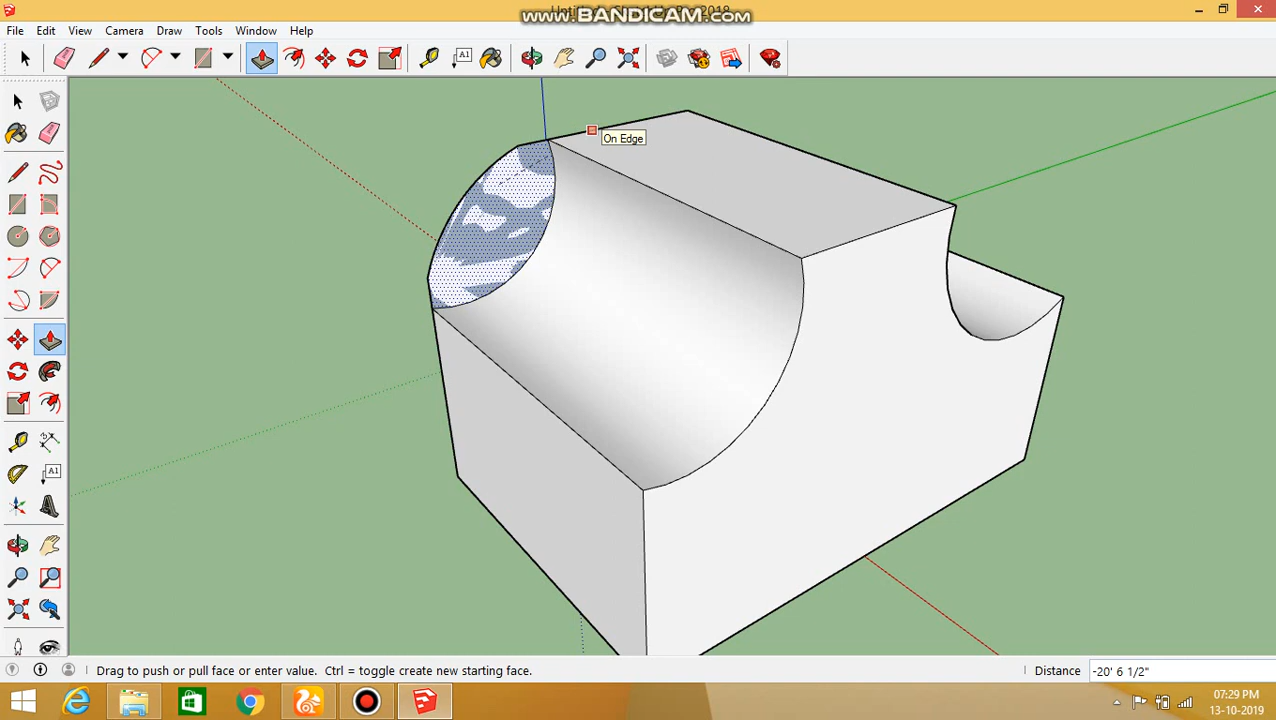 www.BANDICAM.com
File Edit View Camera Draw Tools Window Help
A1
On Edge
A1
Drag to push or pull face or enter value. Ctrl = toggle create new starting face.
Distance -20' 6 1/2"
07:29 PM
13-10-2019